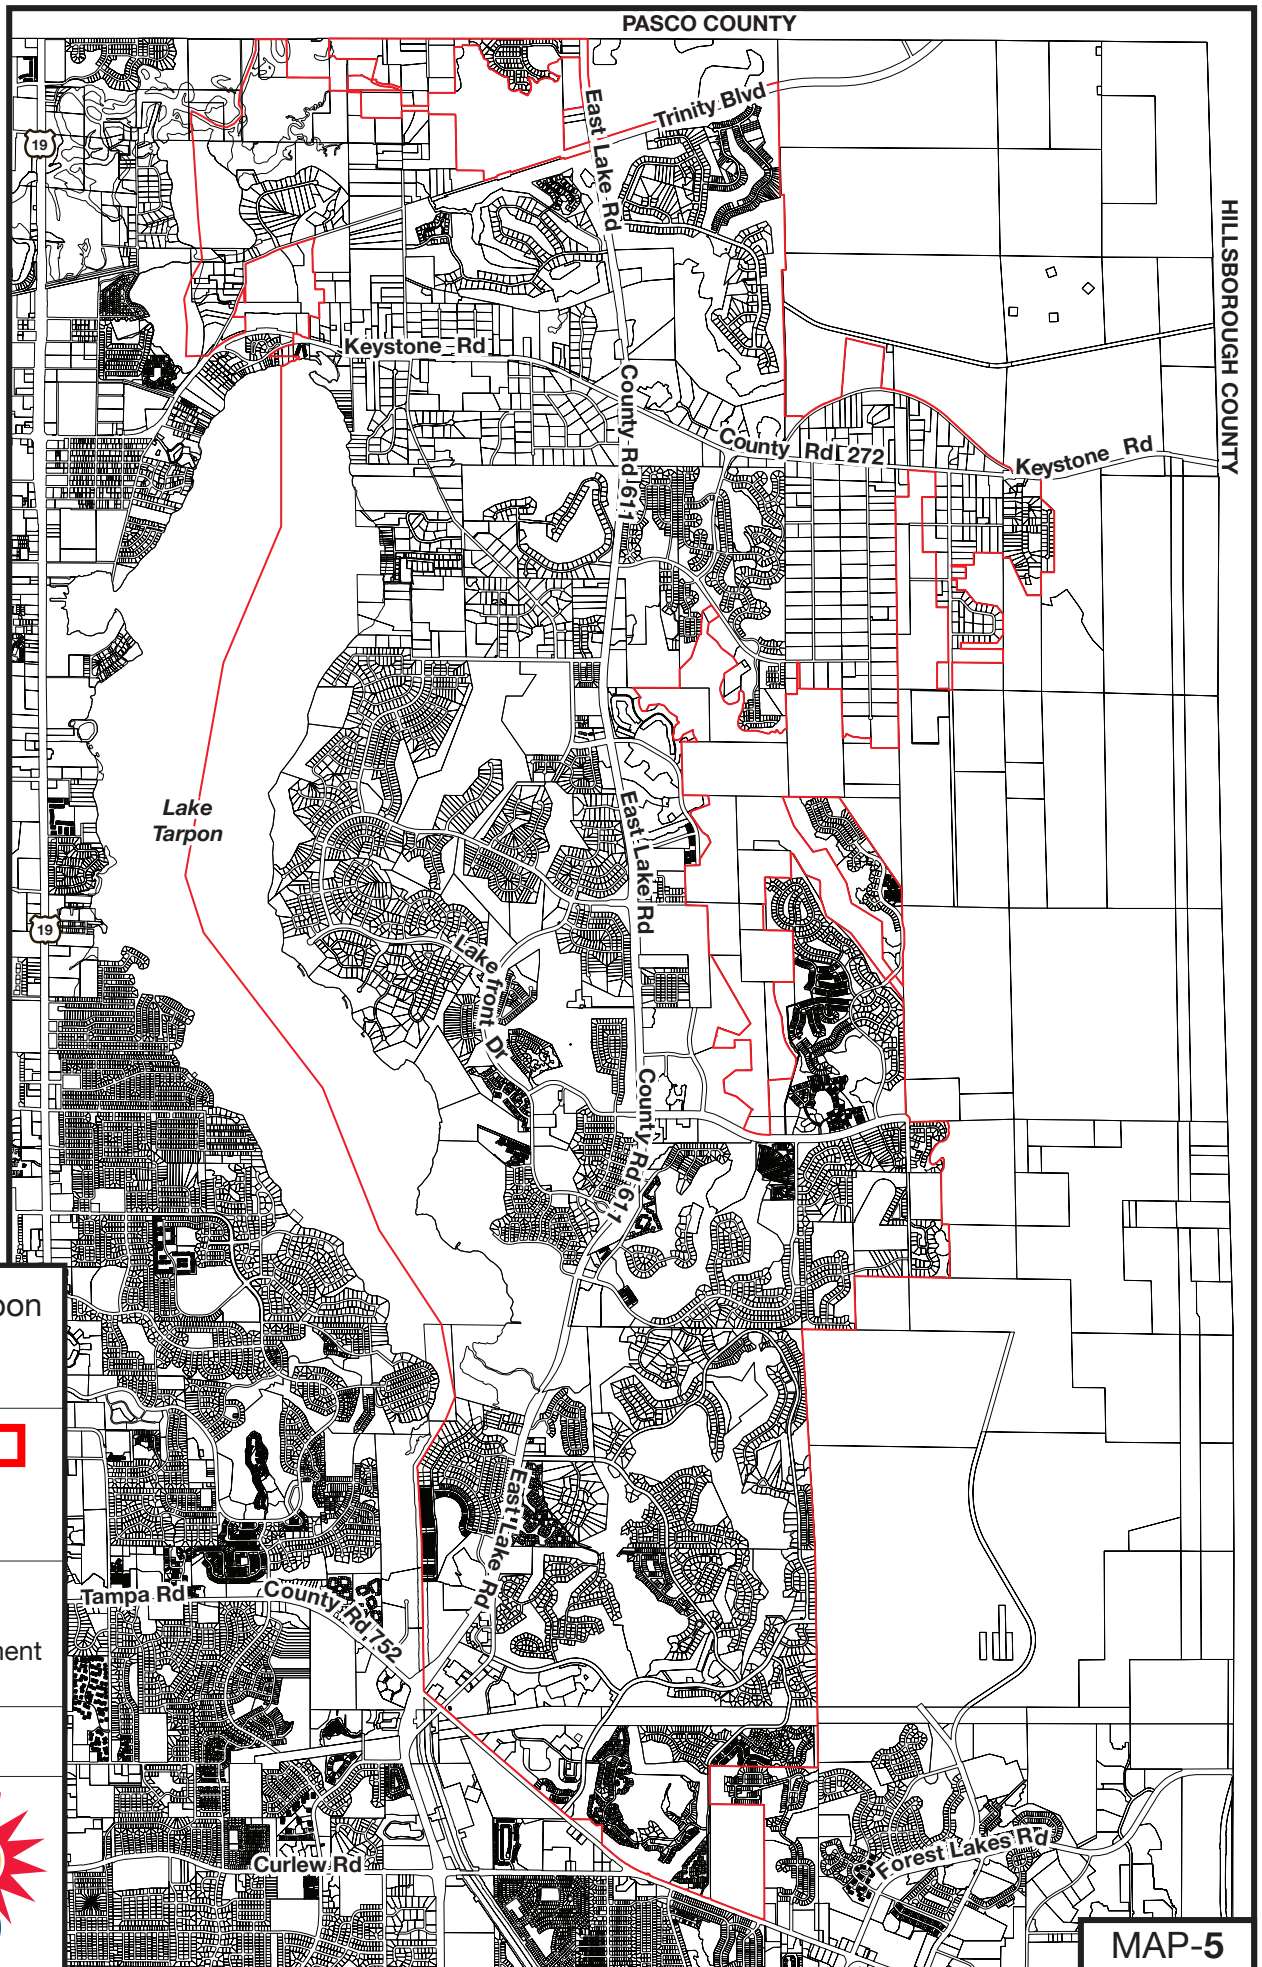 PASCO COUNTY
East Lake Rd
Trinity Blvd
19
HILLSBOROUGH COUNTY
Keystone Rd
County Rd 611
County Rd 272
Keystone Rd
Lake
Tarpon
East Lake Rd
19
Lake front Dr
County Rd 611
oon
East Lake Rd
Tampa Rd
County Rd 752
nent
Curlew Rd
Forest Lakes Rd
MAP-5